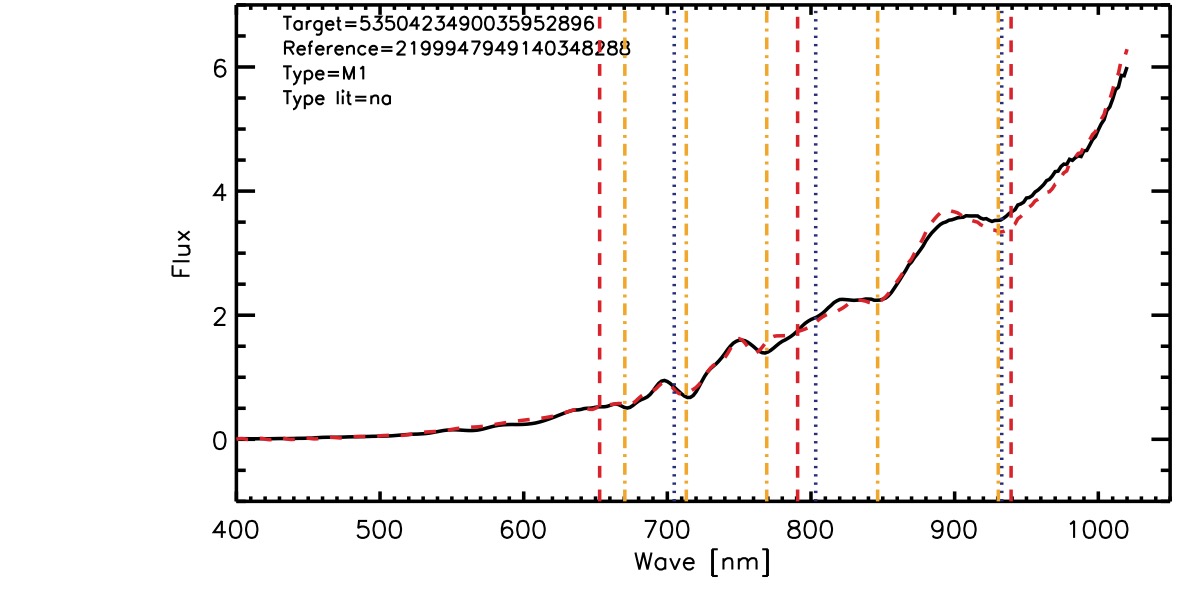 Target=5350423490035952896
Reference=2199947949140348288
Type=M1
Type lit=na
6
4
2
0
Flux
400 500 600 700 800 900 1000
Wave [nm]